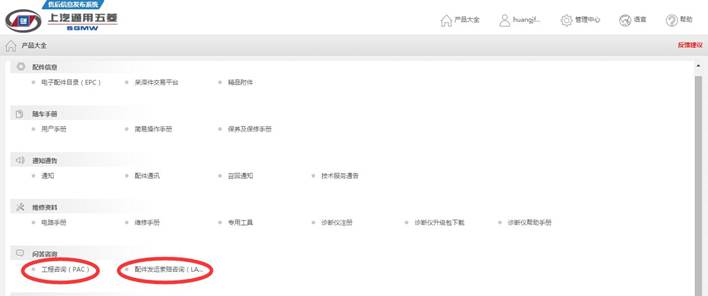 售后信息发布系统
上汽通用五菱
SGMW
产品大全 huangjf... 管理中心 语言 帮助
产品大全 反馈建议
配件信息
电子配件目录（EPC） 呆滞件交易平台 精品附件
随车手册
用户手册 简易操作手册 保养及保修手册
通知通告
通知 配件通讯 召回通知 技术服务通告
维修资料
电路手册 维修手册 专用工具 诊断仪注册 诊断仪升级包下载 诊断仪帮助手册
问答咨询
工程咨询（PAC） 配件发运索赔咨询（LA...